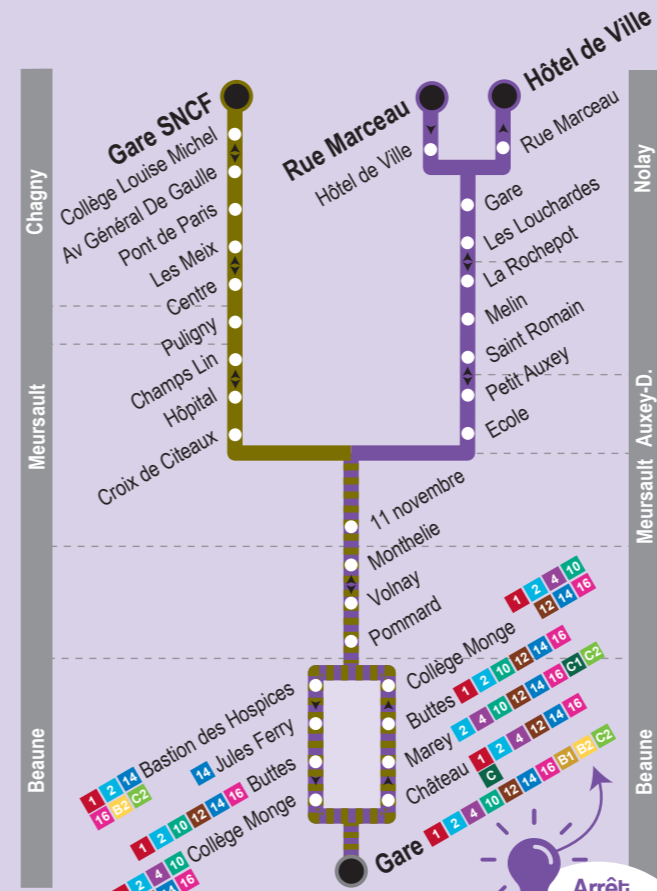 Gare SNCF
Collège Louise Michel
Av Général De Gaulle
Pont de Paris
Les Meix
Centre
Puligny
Champs Lin
Hôpital
Croix de Citeaux
Chagny
Meursault
Beaune
Rue Marceau
Hôtel de Ville
Hôtel de Ville
Rue Marceau
Gare
Les Louchardes
La Rochepot
Melin
Saint Romain
Petit Auxey
Ecole
Nolay
Auxey-D.
Meursault
Beaune
11 novembre
Monthelie
Volnay
Pommard
Collège Monge 1 2 4 10
12 14 16
Buttes 1 2 10 12 14 16
Marey 2 4 10 12 14 16 C1 C2
Château 1 2 4 12 14 16
C
Gare 1 2 4 10 12 14 16 B1 B2 C2
1 2 14 Bastion des Hospices
16 B2 C2
14 Jules Ferry
1 2 10 12 14 16 Buttes
2 4 10 Collège Monge
14 16
Arrêt